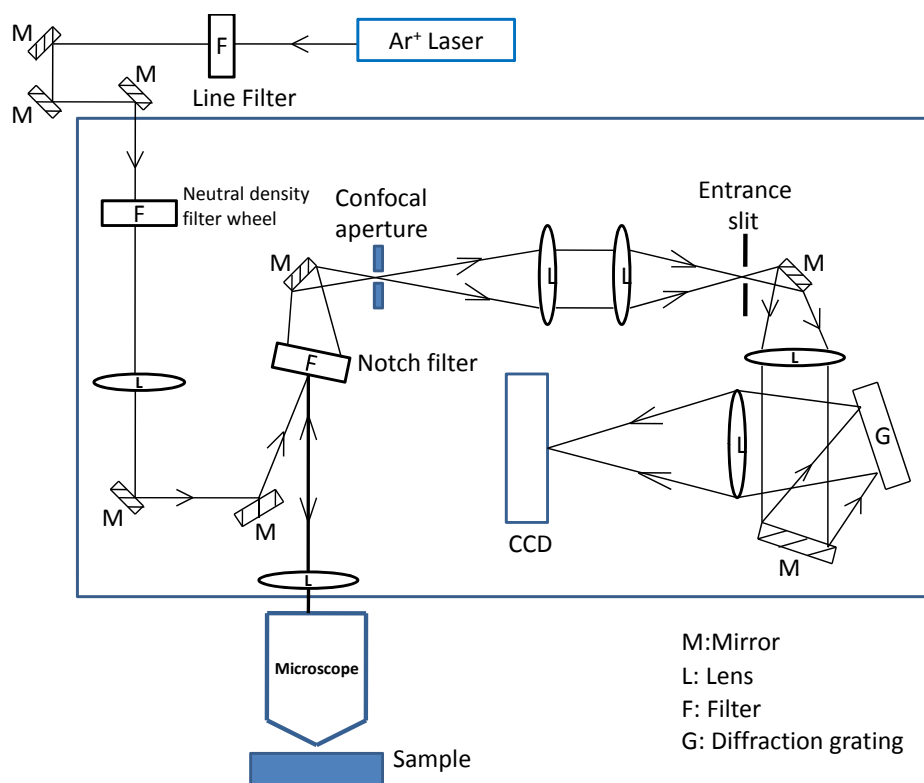 Ar⁺ Laser
F
Line Filter
M
M
M
F
Neutral density
filter wheel
L
M
M
F
Notch filter
M
Confocal
aperture
L
L
Entrance
slit
M
L
G
L
M
CCD
L
Microscope
Sample
M:Mirror
L: Lens
F: Filter
G: Diffraction grating